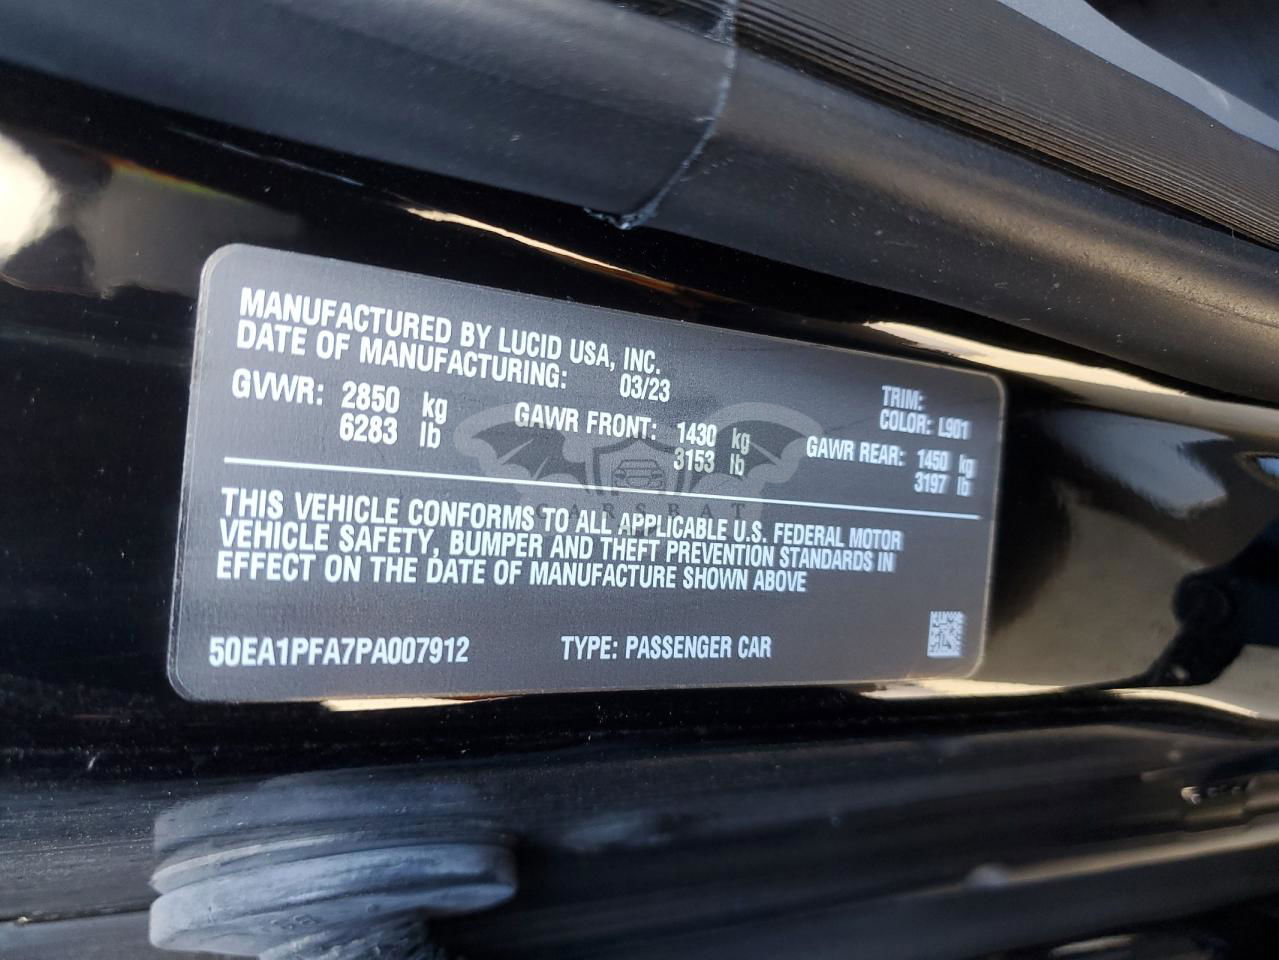 MANUFACTURED BY LUCID USA, INC.
DATE OF MANUFACTURING: 03/23
TRIM:
COLOR: L901
GVWR: 2850 kg
6283 lb
GAWR FRONT: 1430 kg
3153 lb
GAWR REAR: 1450 kg
3197 lb
CARSBAT
THIS VEHICLE CONFORMS TO ALL APPLICABLE U.S. FEDERAL MOTOR
VEHICLE SAFETY, BUMPER AND THEFT PREVENTION STANDARDS IN
EFFECT ON THE DATE OF MANUFACTURE SHOWN ABOVE
50EA1PFA7PA007912 TYPE: PASSENGER CAR